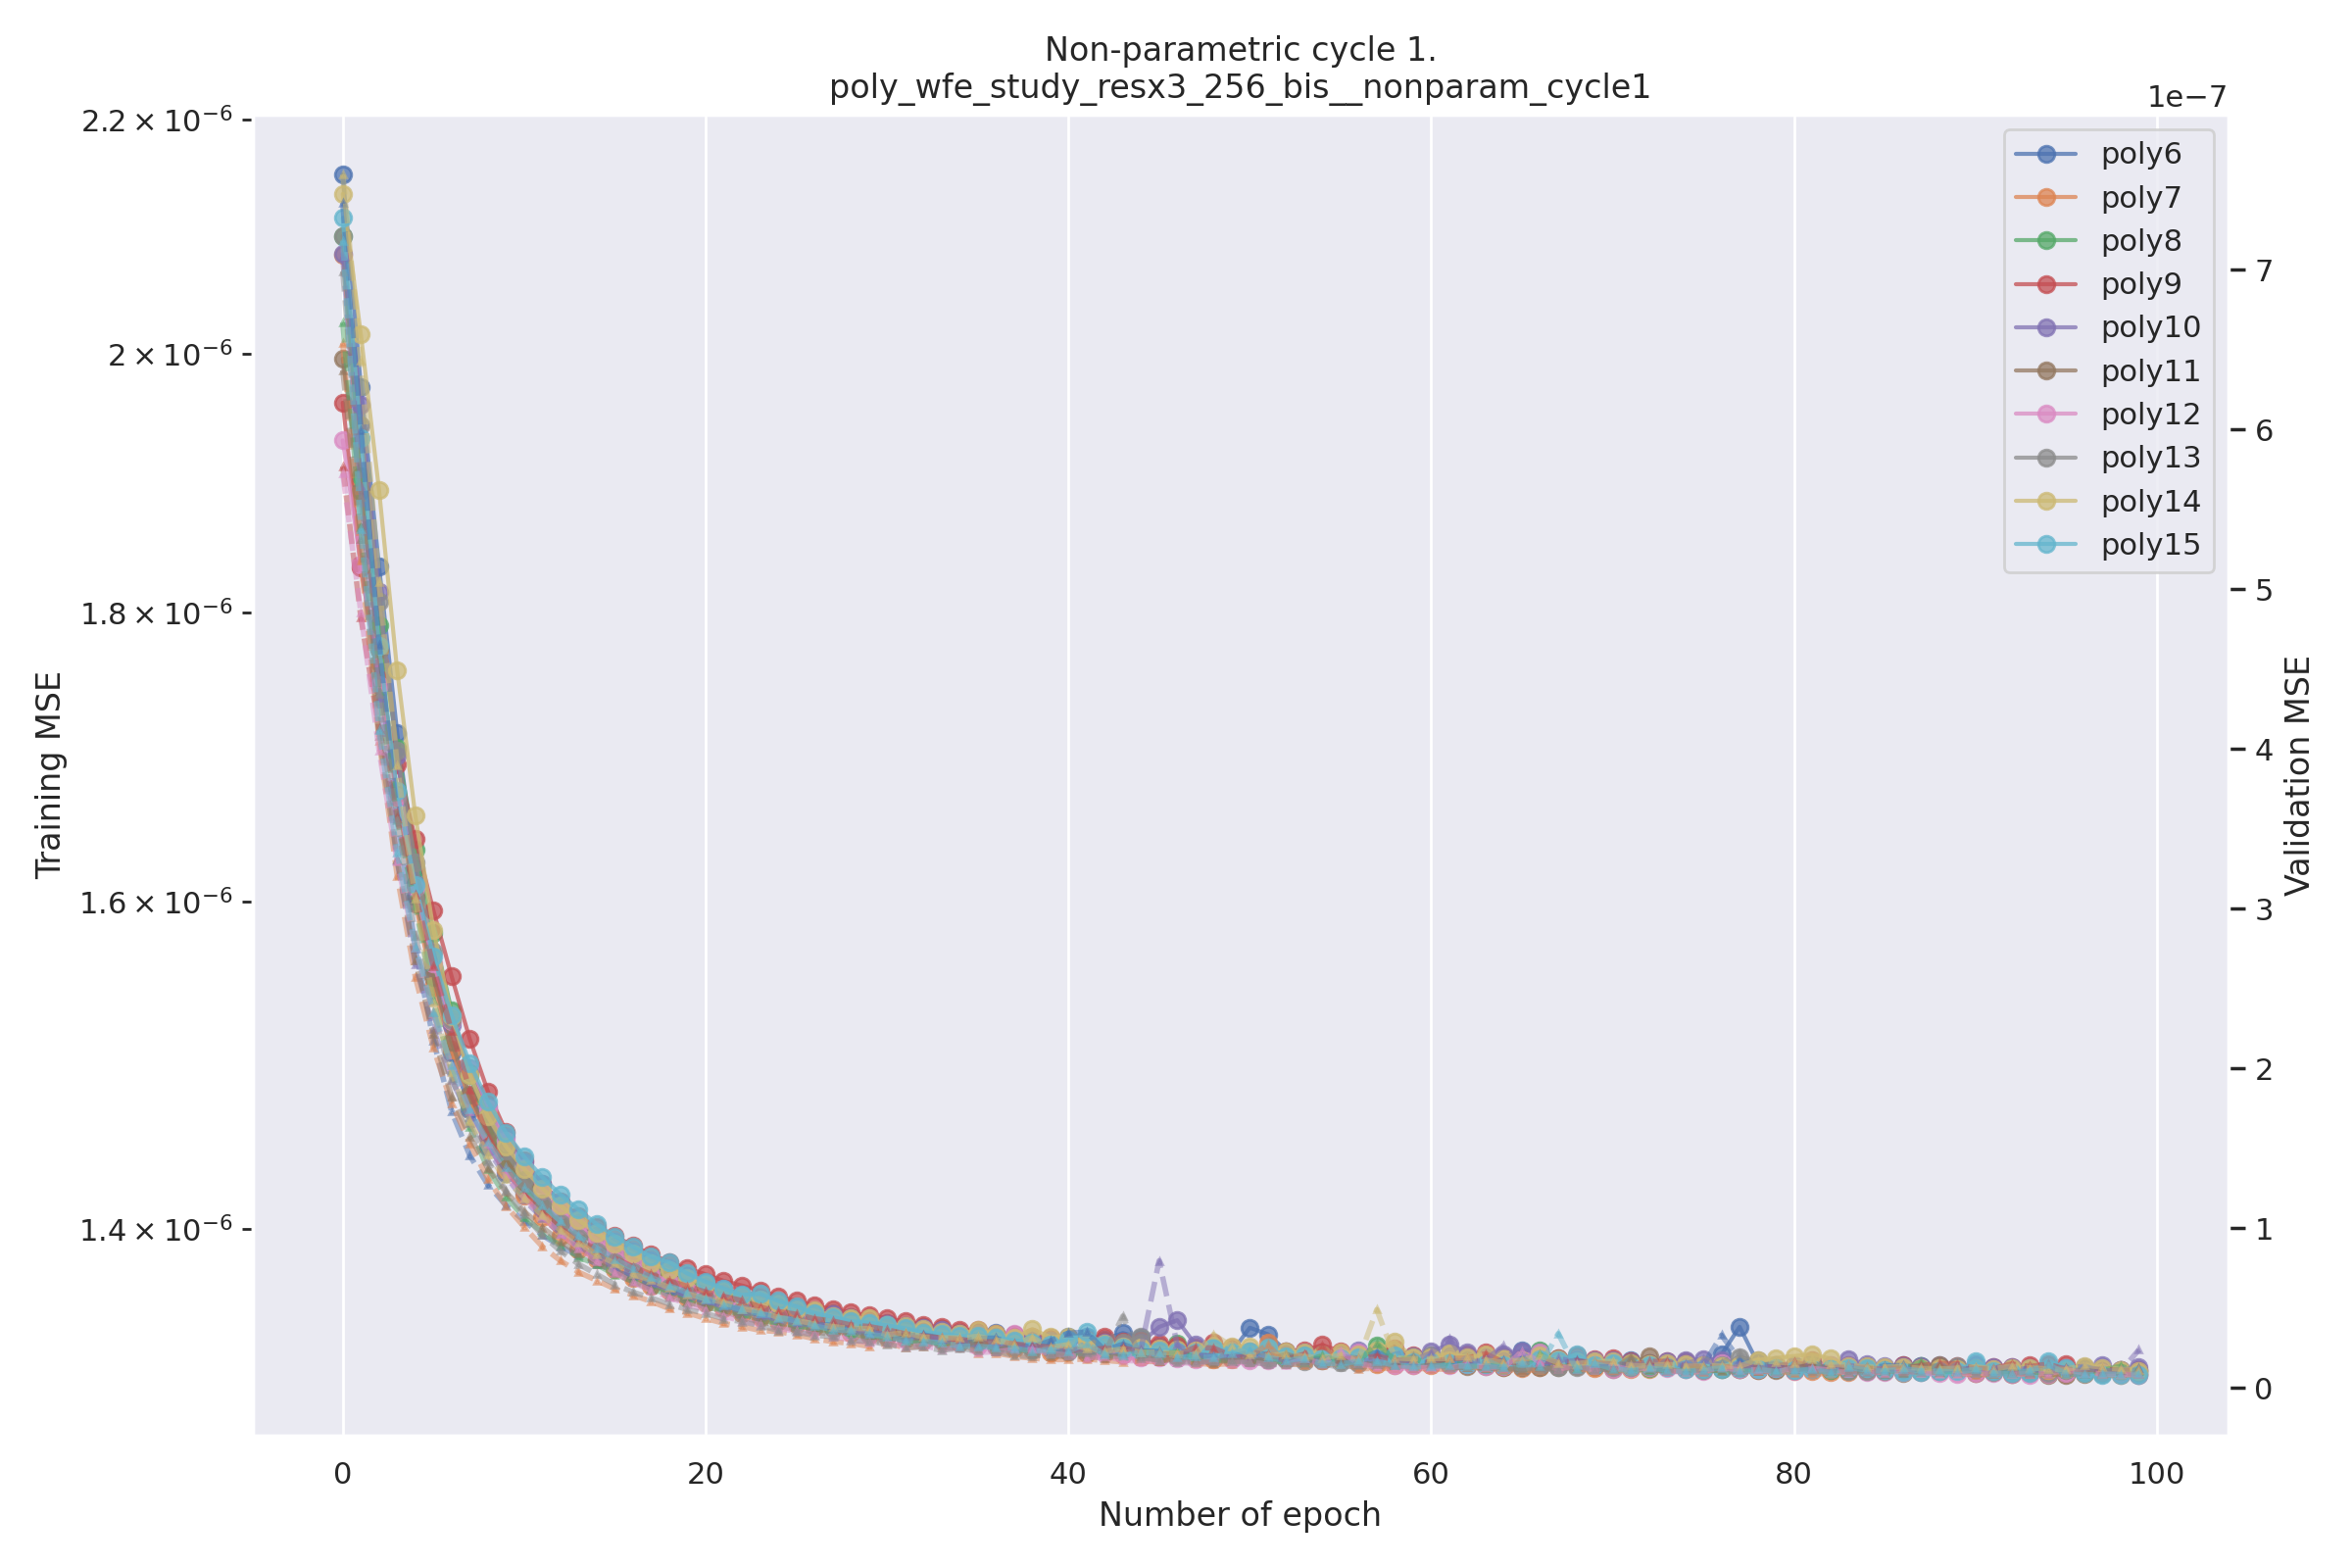 Non-parametric cycle 1.
poly_wfe_study_resx3_256_bis__nonparam_cycle1
1e−7
2.2 × 10⁻⁶
2 × 10⁻⁶
1.8 × 10⁻⁶
1.6 × 10⁻⁶
1.4 × 10⁻⁶
Training MSE
poly6
poly7
poly8
poly9
poly10
poly11
poly12
poly13
poly14
poly15
7
6
5
4
3
2
1
0
Validation MSE
0 20 40 60 80 100
Number of epoch